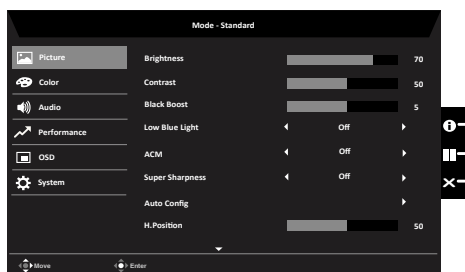 Mode - Standard
Picture
Color
Audio
Performance
OSD
System
Brightness 70
Contrast 50
Black Boost 5
Low Blue Light Off
ACM Off
Super Sharpness Off
Auto Config
H.Position 50
Move Enter